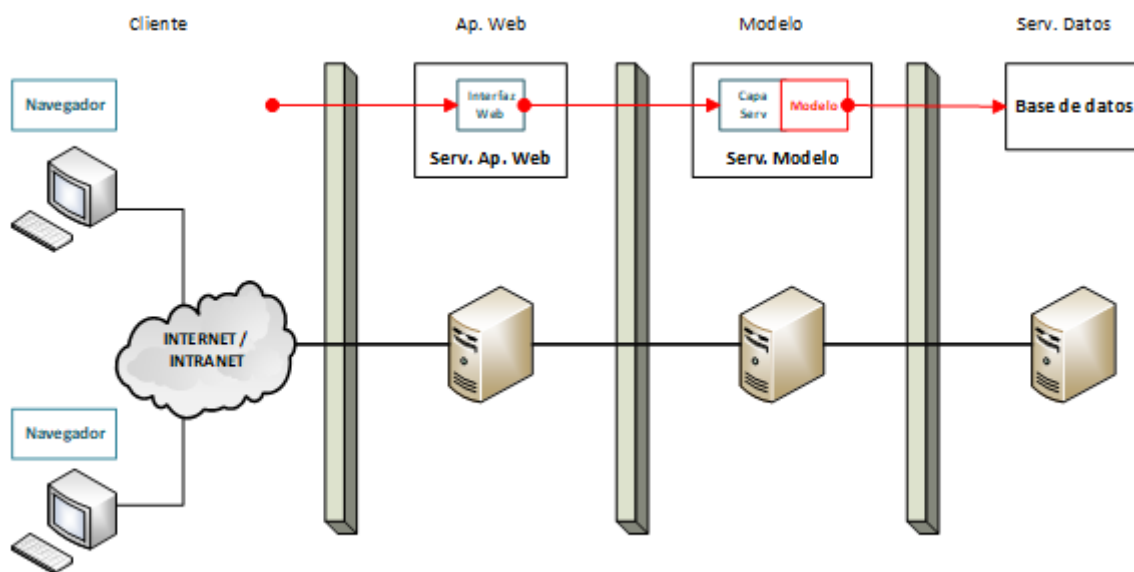 Cliente
Ap. Web
Modelo
Serv. Datos
Navegador
Interfaz
Web
Serv. Ap. Web
Capa
Serv
Modelo
Serv. Modelo
Base de datos
INTERNET /
INTRANET
Navegador